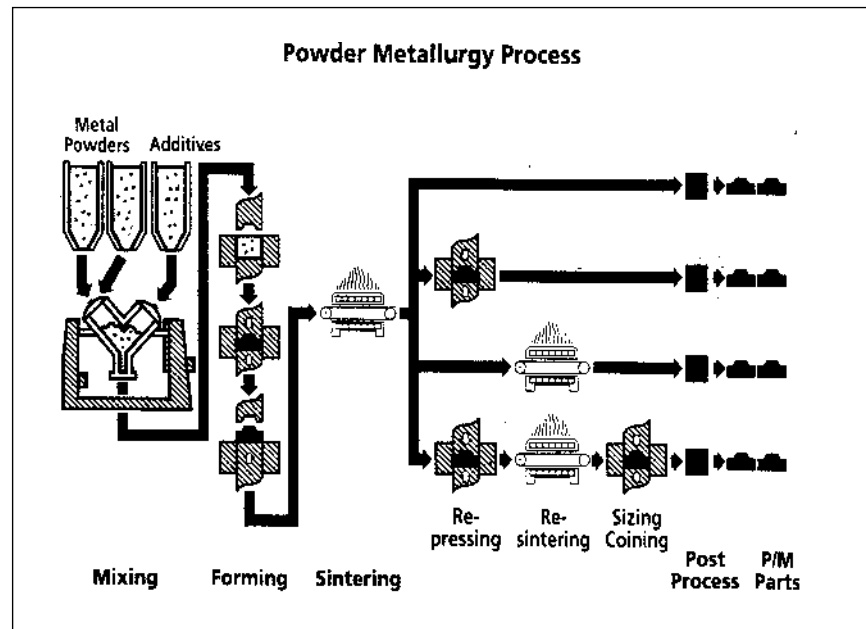 Powder Metallurgy Process
Metal
Powders
Additives
Re-
pressing
Re-
sintering
Sizing
Coining
Mixing
Forming
Sintering
Post
Process
P/M
Parts